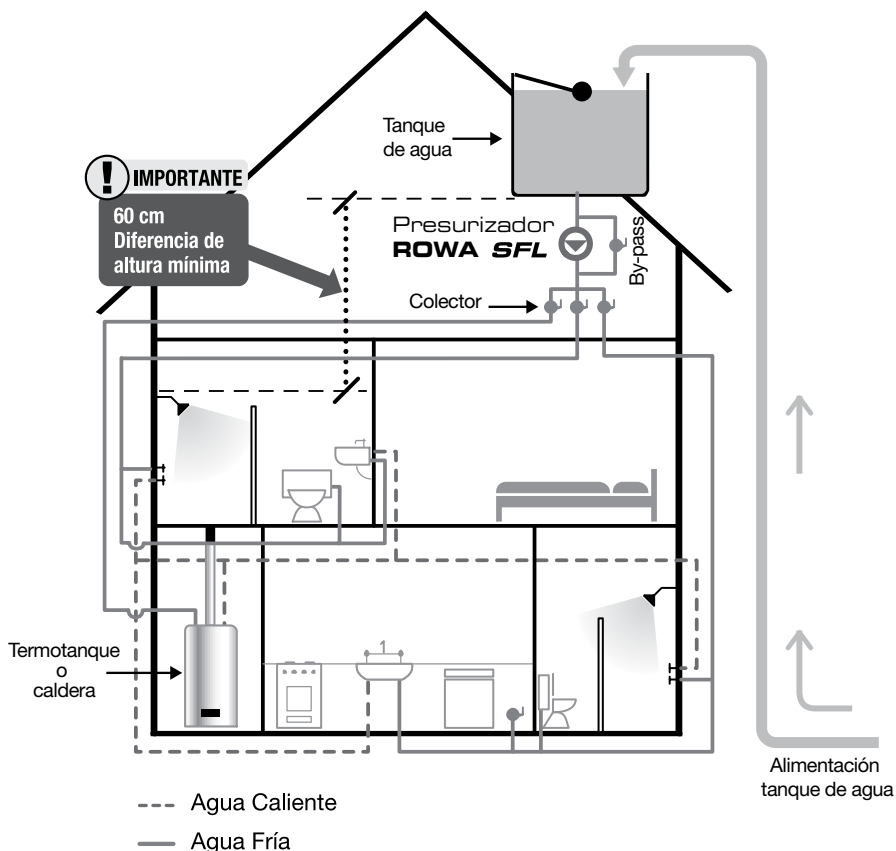 Tanque
de agua
! IMPORTANTE
60 cm
Diferencia de
altura mínima
Presurizador
ROWA SFL
By-pass
Colector
Termotanque
o
caldera
Alimentación
tanque de agua
Agua Caliente
Agua Fría